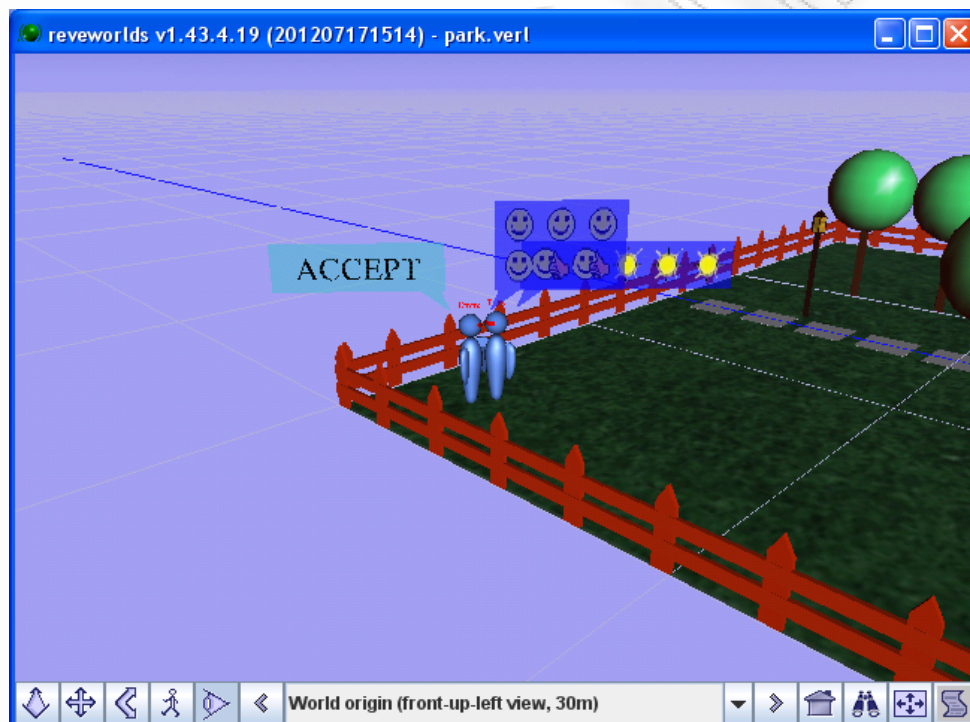 reveworlds v1.43.4.19 (201207171514) - park.verl
ACCEPT
World origin (front-up-left view, 30m)